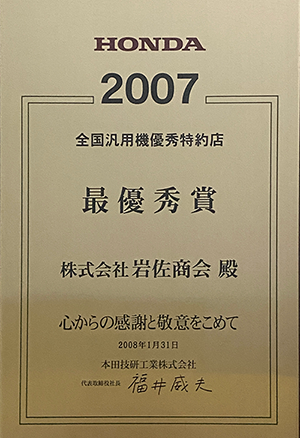 HONDA
2007
全国汎用機優秀特約店
最優秀賞
株式会社岩佐商会 殿
心からの感謝と敬意をこめて
2008年1月31日
本田技研工業株式会社
代表取締役社長 福井威夫